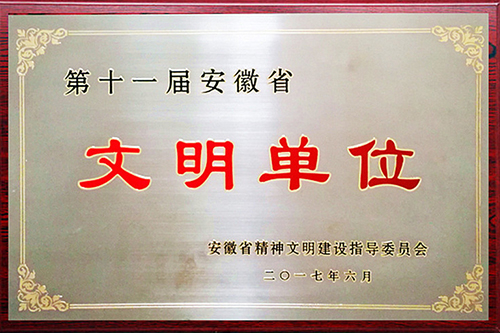 第十一届安徽省
文明单位
安徽省精神文明建设指导委员会
二〇一七年六月